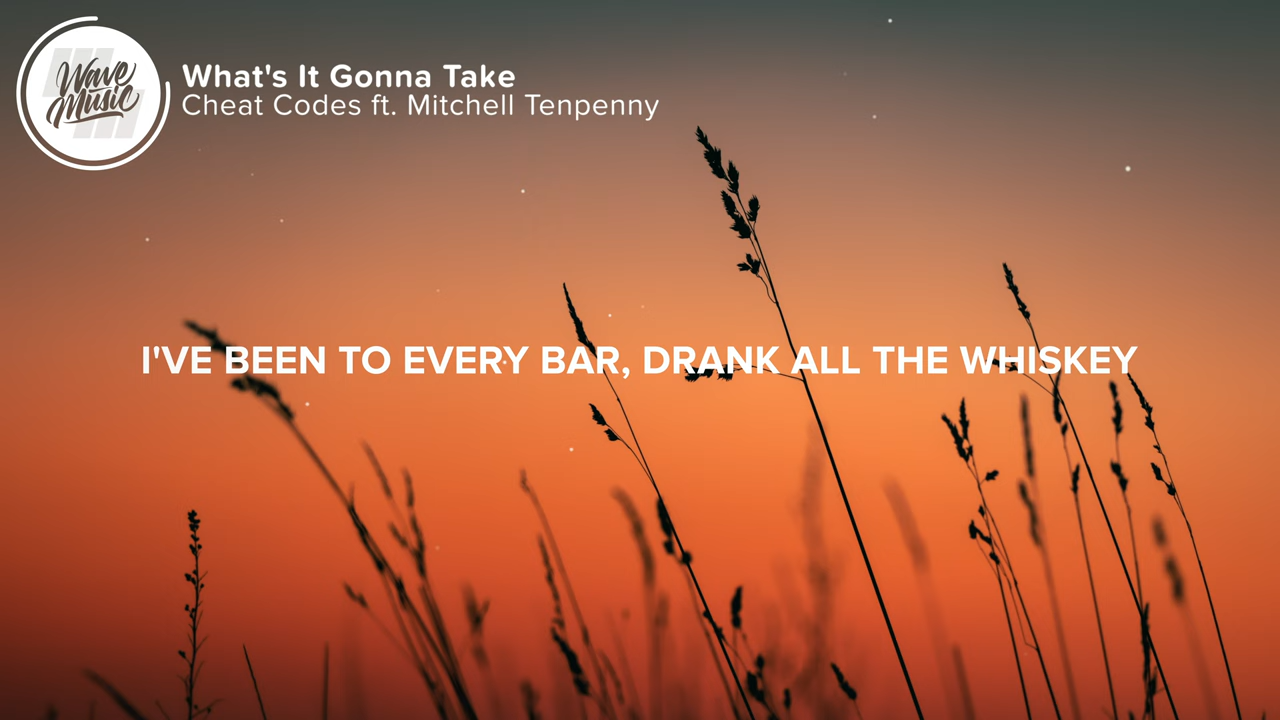 Wave
Music
What's It Gonna Take
Cheat Codes ft. Mitchell Tenpenny
I'VE BEEN TO EVERY BAR, DRANK ALL THE WHISKEY